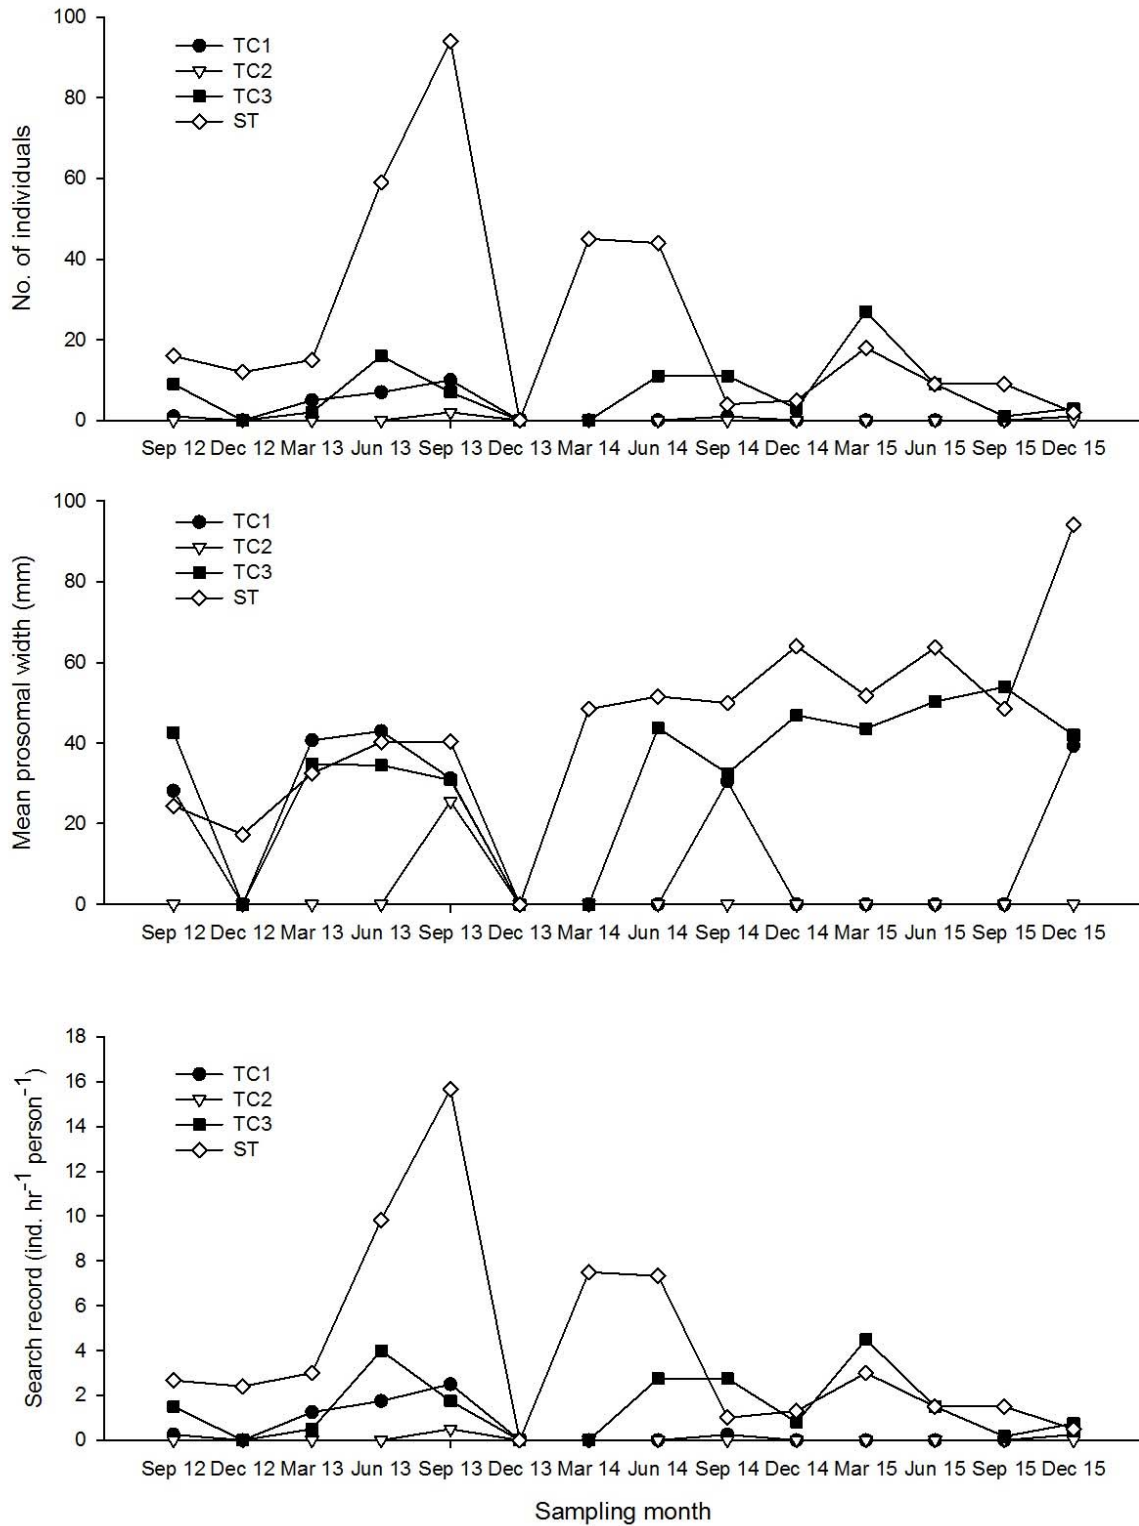 No. of individuals
100
80
60
40
20
0
TC1
TC2
TC3
ST
Sep 12 Dec 12 Mar 13 Jun 13 Sep 13 Dec 13 Mar 14 Jun 14 Sep 14 Dec 14 Mar 15 Jun 15 Sep 15 Dec 15
Mean prosomal width (mm)
100
80
60
40
20
0
TC1
TC2
TC3
ST
Sep 12 Dec 12 Mar 13 Jun 13 Sep 13 Dec 13 Mar 14 Jun 14 Sep 14 Dec 14 Mar 15 Jun 15 Sep 15 Dec 15
Search record (ind. hr⁻¹ person⁻¹)
18
16
14
12
10
8
6
4
2
0
TC1
TC2
TC3
ST
Sep 12 Dec 12 Mar 13 Jun 13 Sep 13 Dec 13 Mar 14 Jun 14 Sep 14 Dec 14 Mar 15 Jun 15 Sep 15 Dec 15
Sampling month